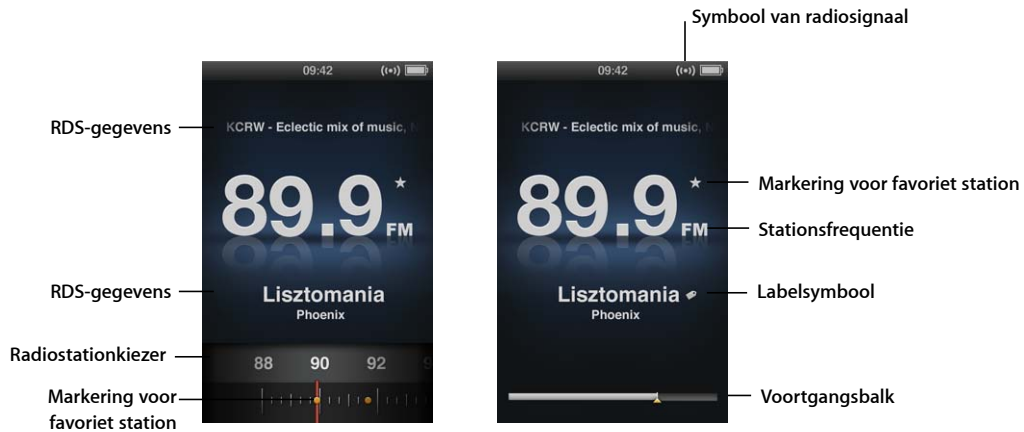 Symbool van radiosignaal
09:42
09:42
RDS-gegevens
KCRW - Eclectic mix of music,
KCRW - Eclectic mix of music,
89.9 FM
89.9 FM
Markering voor favoriet station
Stationsfrequentie
RDS-gegevens
Lisztomania
Phoenix
Lisztomania
Phoenix
Labelsymbool
Radiostationkiezer
88 90 92
Markering voor
favoriet station
Voortgangsbalk